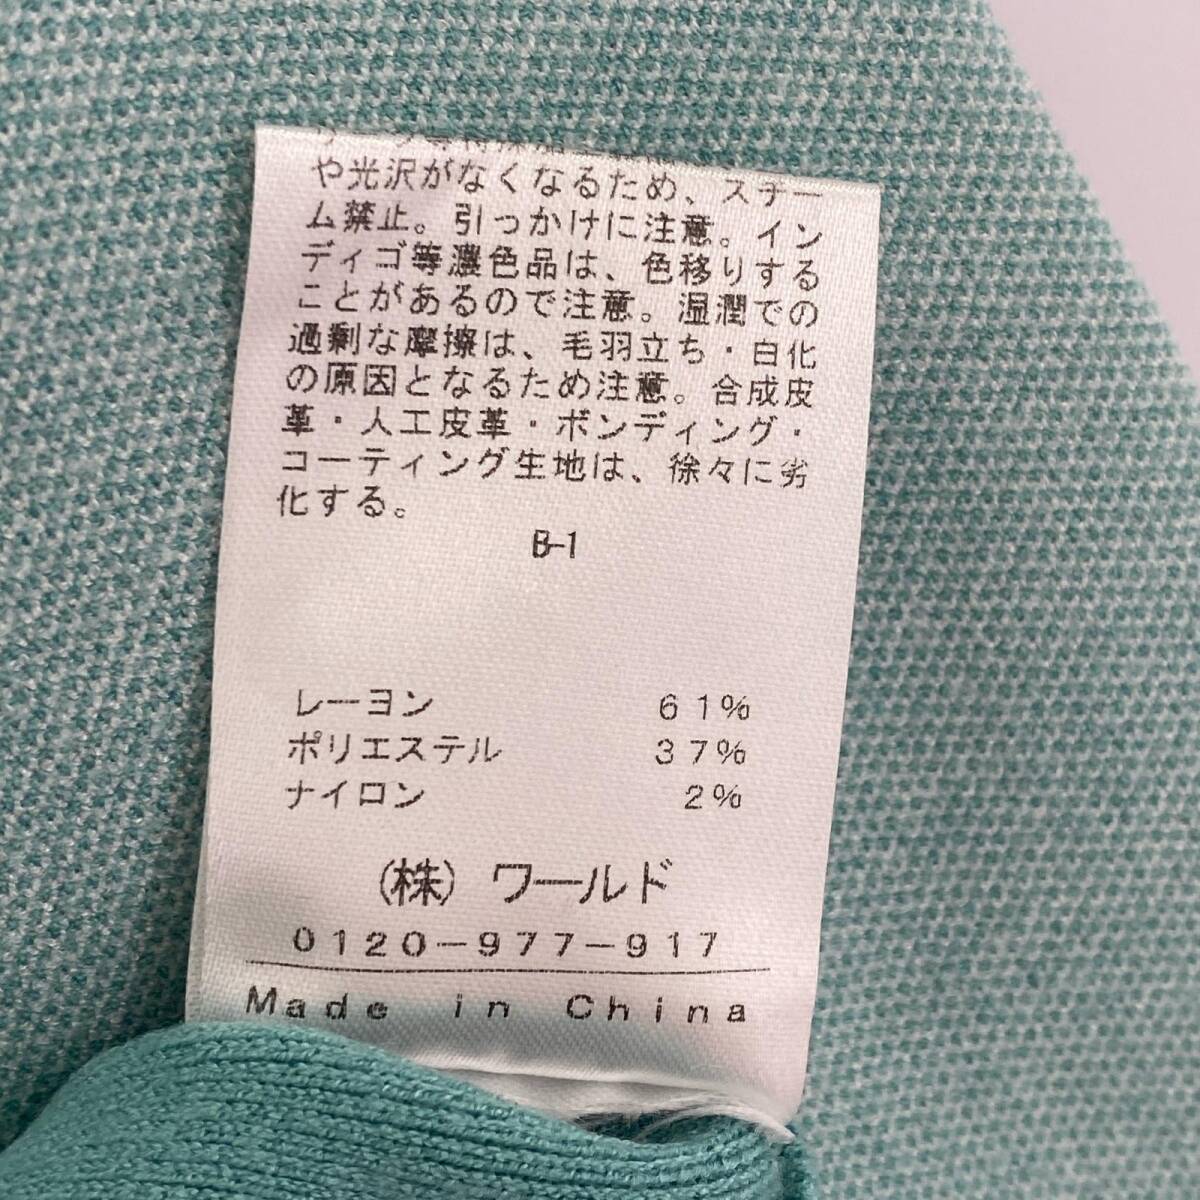 や光沢がなくなるため、スチー
ム禁止。引っかけに注意。イン
ディゴ等濃色品は、色移りする
ことがあるので注意。湿潤での
過剰な摩擦は、毛羽立ち・白化
の原因となるため注意。合成皮
革・人工皮革・ボンディング・
コーティング生地は、徐々に劣
化する。
B-1
レーヨン 61%
ポリエステル 37%
ナイロン 2%
(株) ワールド
0120-977-917
Made in China